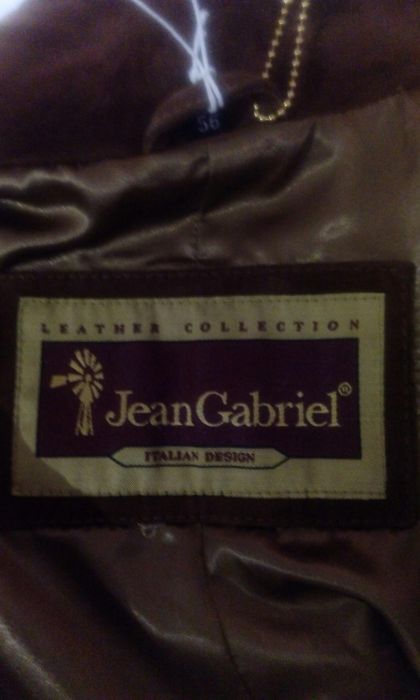 56
LEATHER COLLECTION
JeanGabriel®
ITALIAN DESIGN